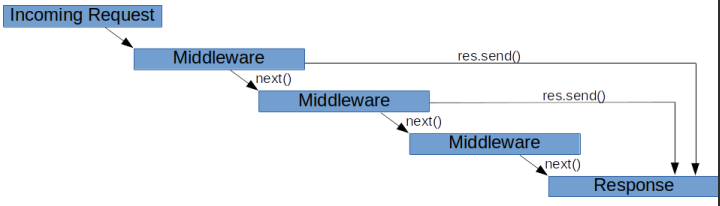 Incoming Request
Middleware
res.send()
next()
Middleware
res.send()
next()
Middleware
next()
Response